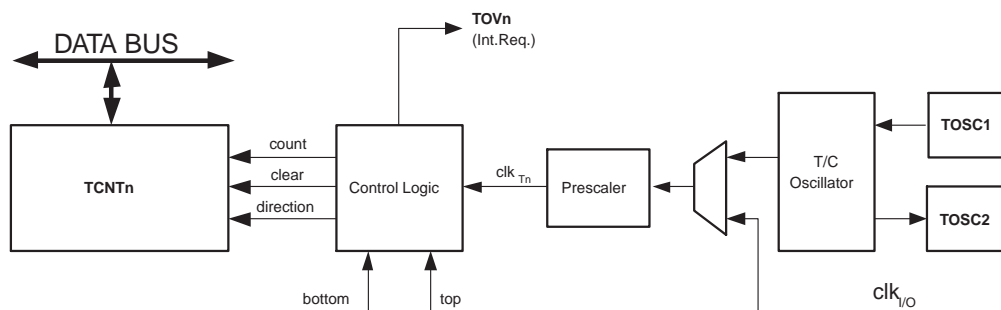 TOVn
(Int.Req.)
DATA BUS
TCNTn
count
clear
direction
Control Logic
clk Tn
Prescaler
T/C
Oscillator
TOSC1
TOSC2
bottom
top
clkI/O